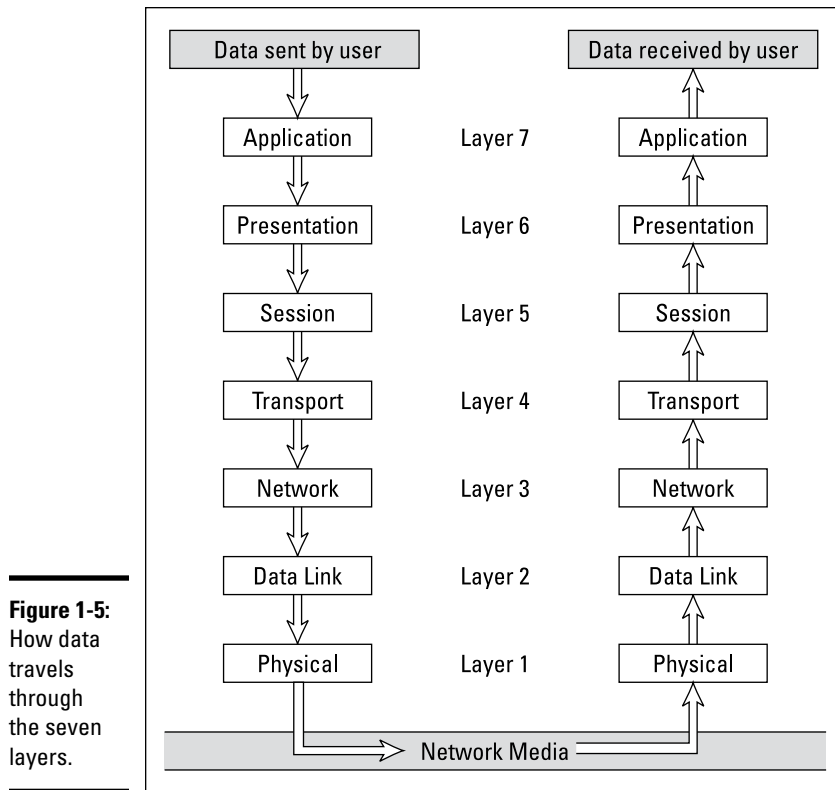 Data sent by user
Data received by user
Application
Layer 7
Application
Presentation
Layer 6
Presentation
Session
Layer 5
Session
Transport
Layer 4
Transport
Network
Layer 3
Network
Data Link
Layer 2
Data Link
Physical
Layer 1
Physical
Network Media
Figure 1-5:
How data
travels
through
the seven
layers.